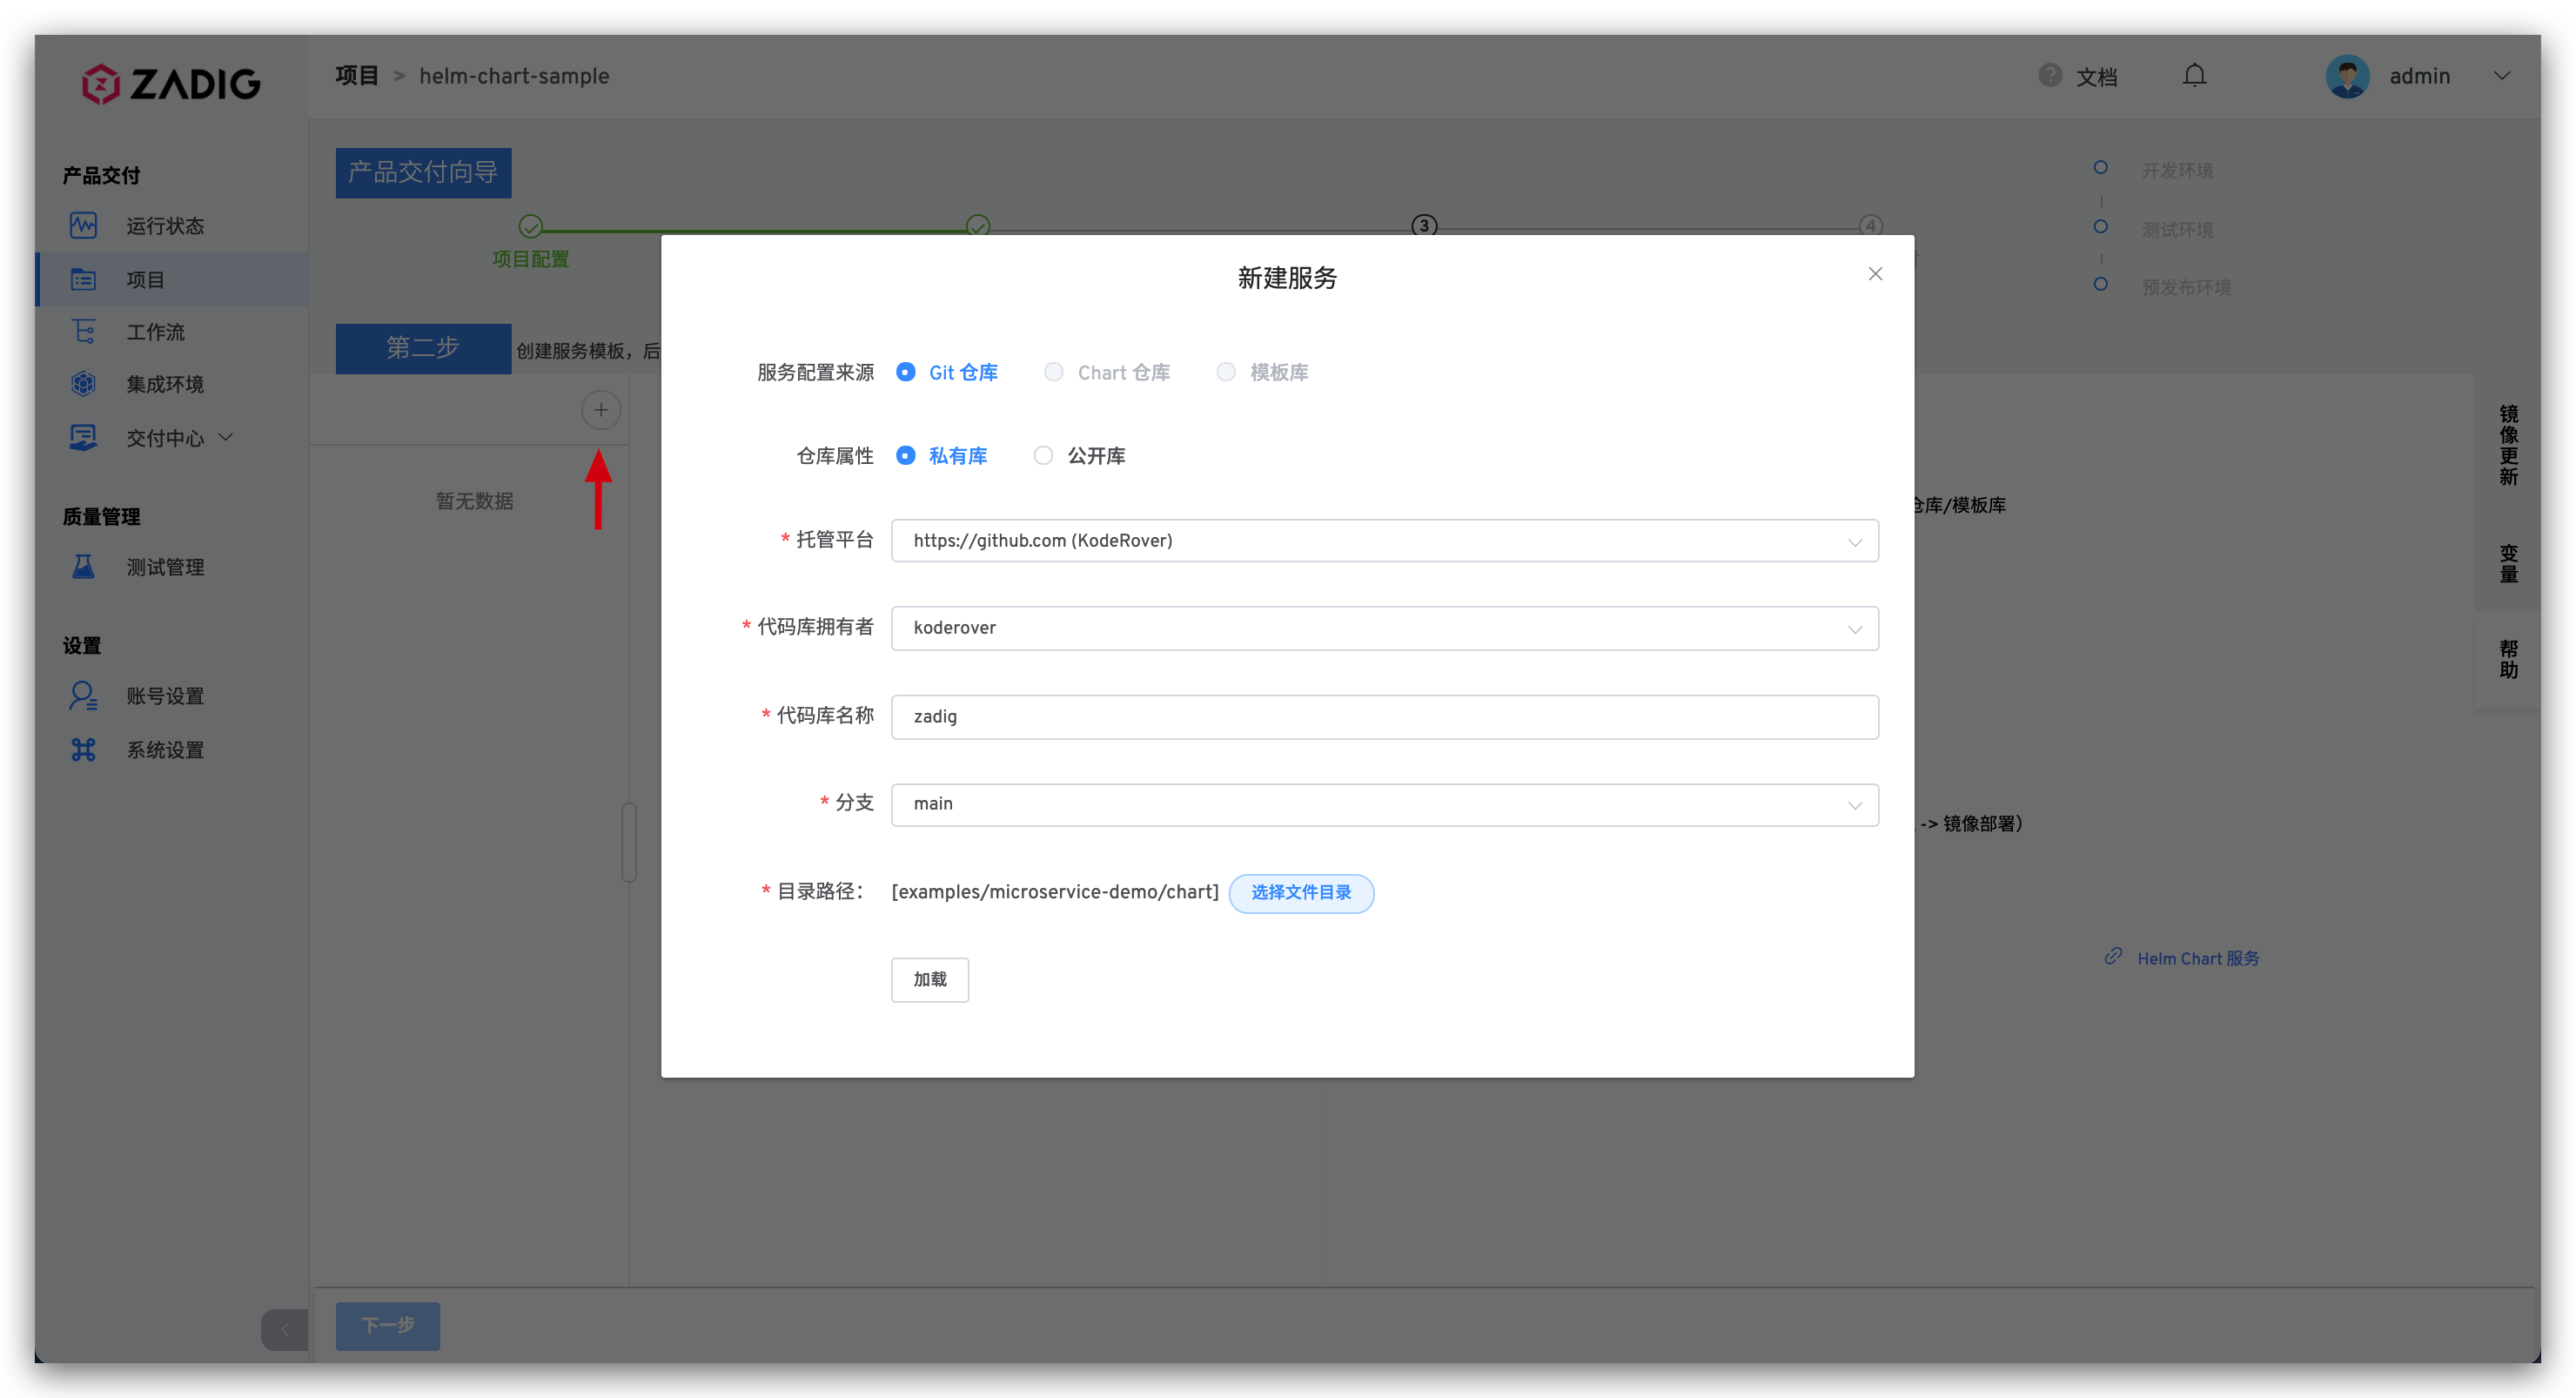 ZADIG
项目 > helm-chart-sample
? 文档
admin
产品交付
运行状态
项目
工作流
集成环境
交付中心
质量管理
测试管理
设置
账号设置
系统设置
产品交付向导
项目配置
3
4
开发环境
测试环境
预发布环境
第二步 创建服务模板，后
+
暂无数据
新建服务
服务配置来源 Git 仓库 Chart 仓库 模板库
仓库属性 私有库 公开库
* 托管平台 https://github.com (KodeRover)
* 代码库拥有者 koderover
* 代码库名称 zadig
* 分支 main
* 目录路径： [examples/microservice-demo/chart] 选择文件目录
加载
仓库/模板库
-> 镜像部署）
Helm Chart 服务
镜像更新
变量
帮助
下一步